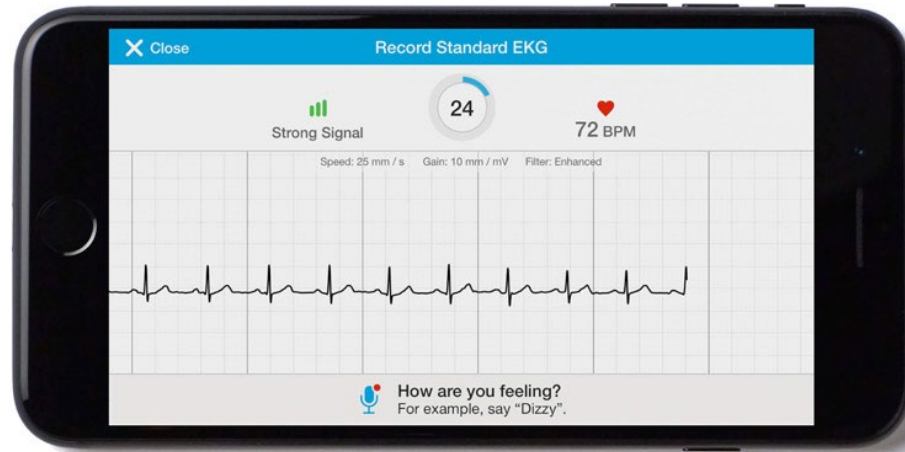 Close
Record Standard EKG
24
Strong Signal
72 BPM
Speed: 25 mm / s Gain: 10 mm / mV Filter: Enhanced
How are you feeling?
For example, say “Dizzy”.